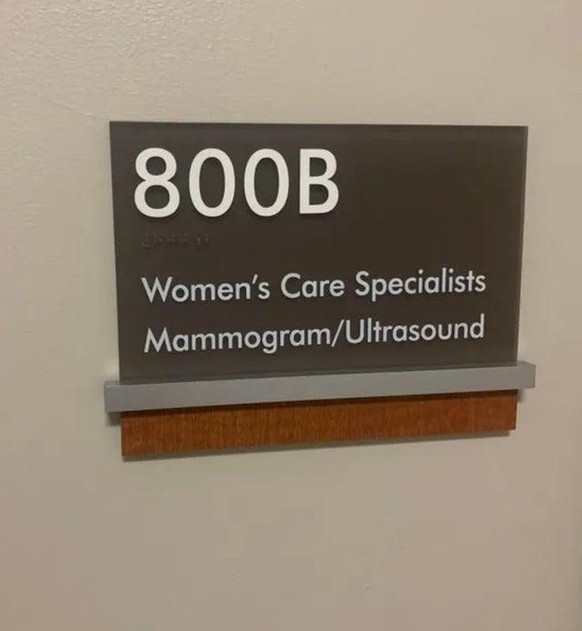 800B
Women's Care Specialists
Mammogram/Ultrasound